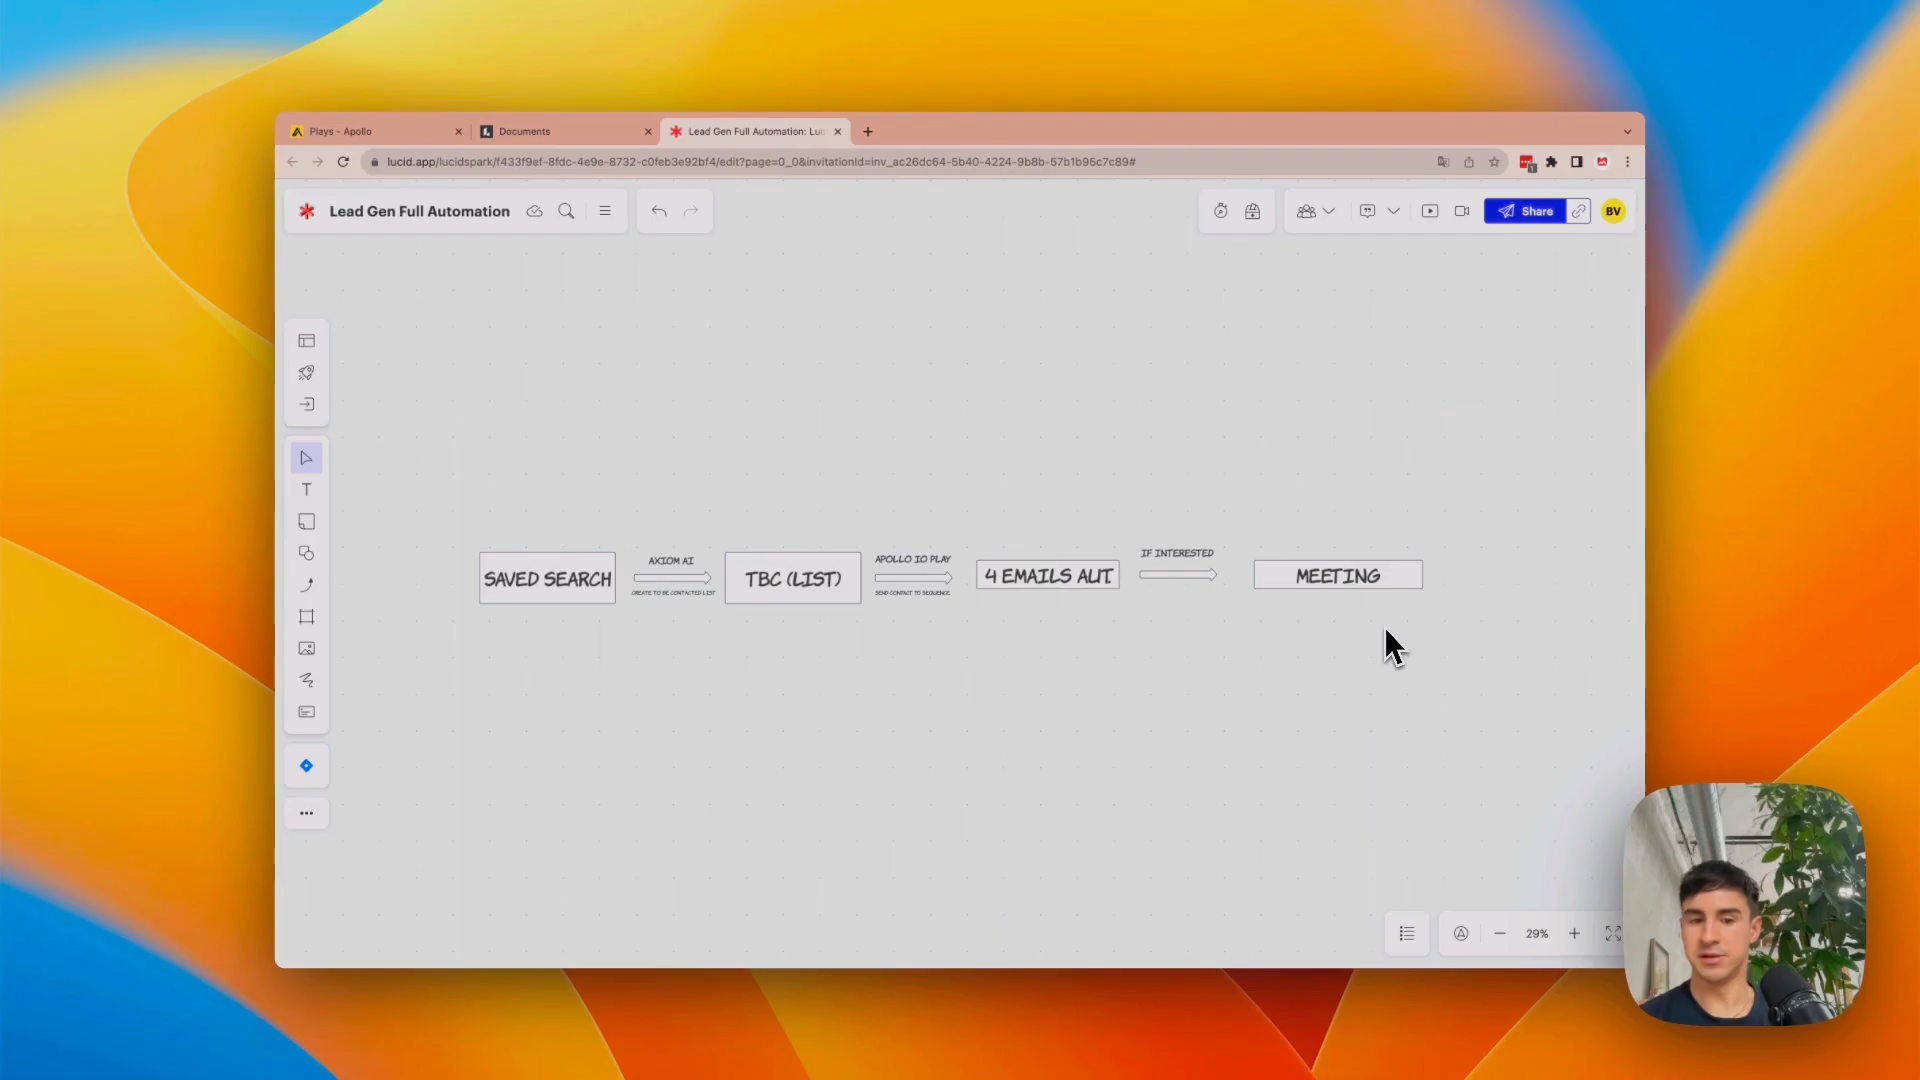 Plays - Apollo
Documents
Lead Gen Full Automation: Luc
lucid.app/lucidspark/f433f9ef-8fdc-4e9e-8732-c0feb3e92bf4/edit?page=0_0&invitationId=inv_ac26dc64-5b40-4224-9b8b-57b1b95c7c89#
Lead Gen Full Automation
Share
BV
SAVED SEARCH
AXIOM AI
CREATE TO BE CONTACTED LIST
TBC (LIST)
APOLLO IO PLAY
SEND CONTACT TO SEQUENCE
4 EMAILS AUT.
IF INTERESTED
MEETING
29%